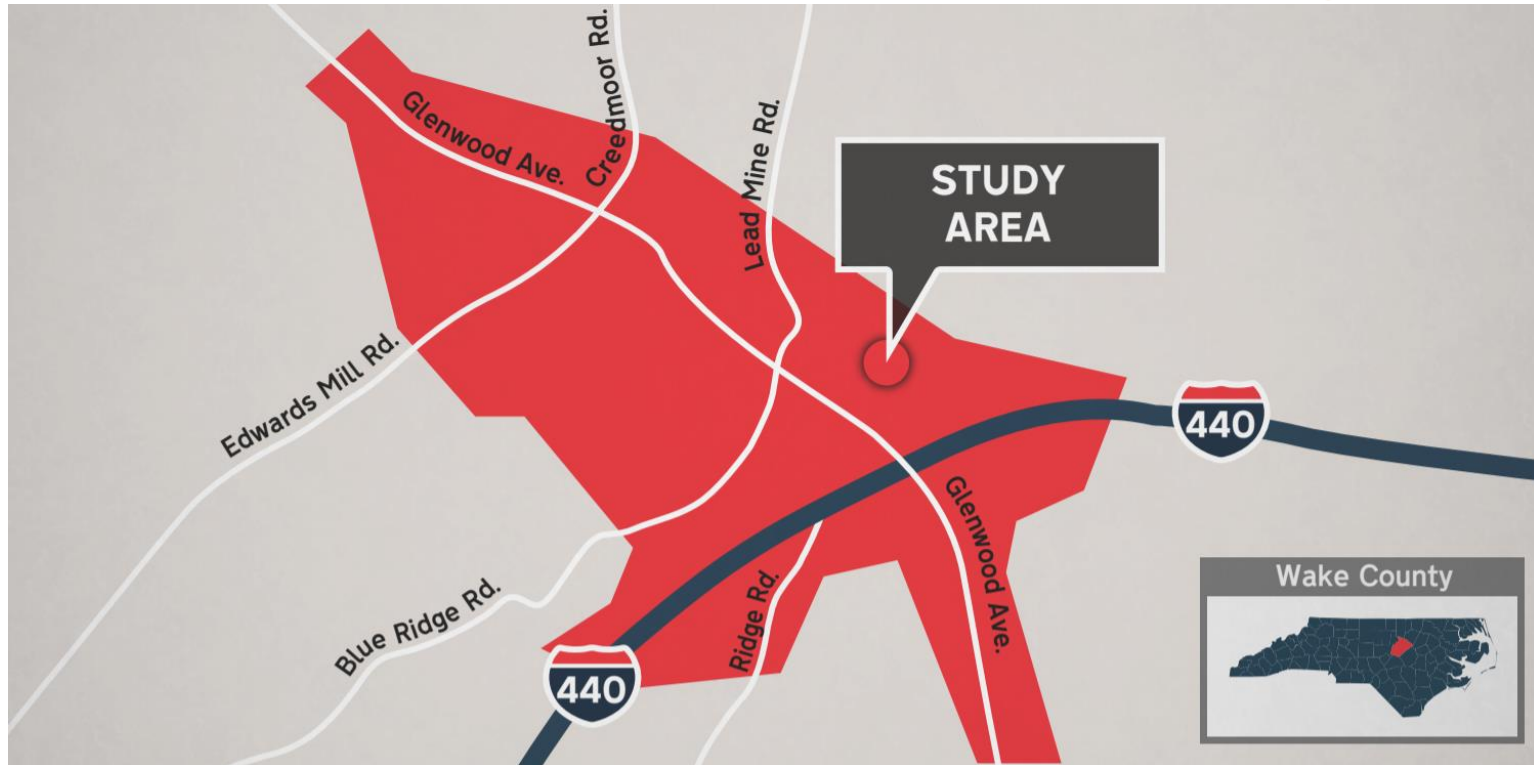 Glenwood Ave.
Creedmoor Rd.
Lead Mine Rd.
STUDY
AREA
Edwards Mill Rd.
440
Glenwood Ave.
Blue Ridge Rd.
Ridge Rd.
440
Wake County